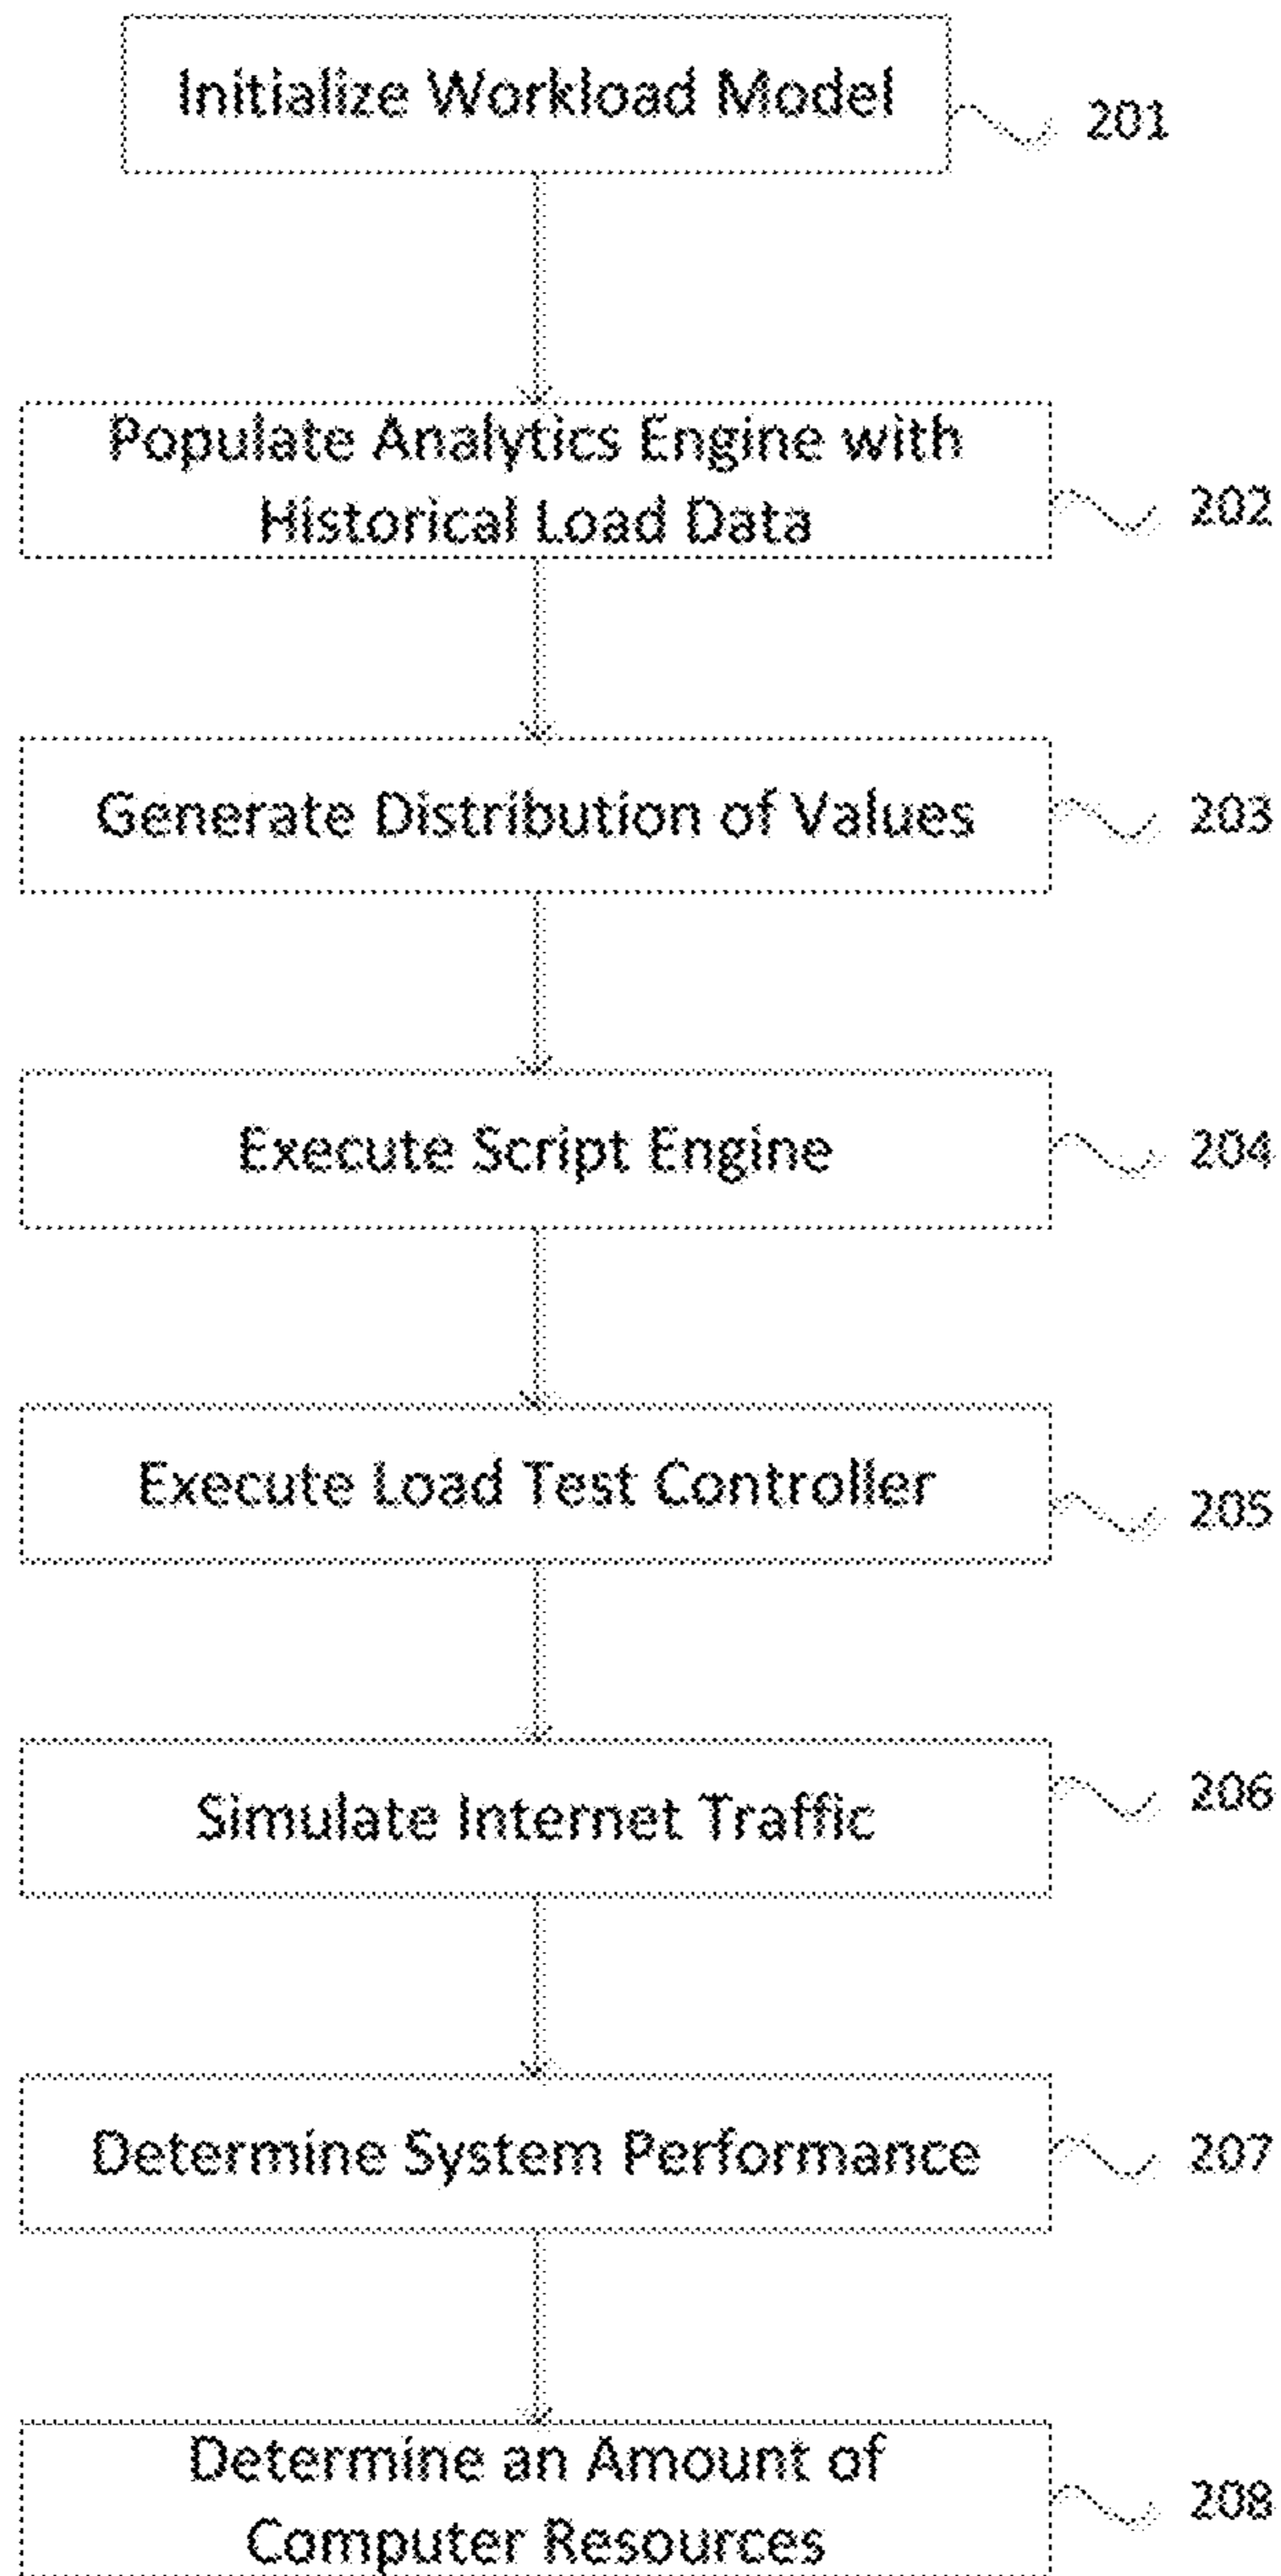 Initialize Workload Model
201
Populate Analytics Engine with
Historical Load Data
202
Generate Distribution of Values
203
Execute Script Engine
204
Execute Load Test Controller
205
Simulate Internet Traffic
206
Determine System Performance
207
Determine an Amount of
Computer Resources
208